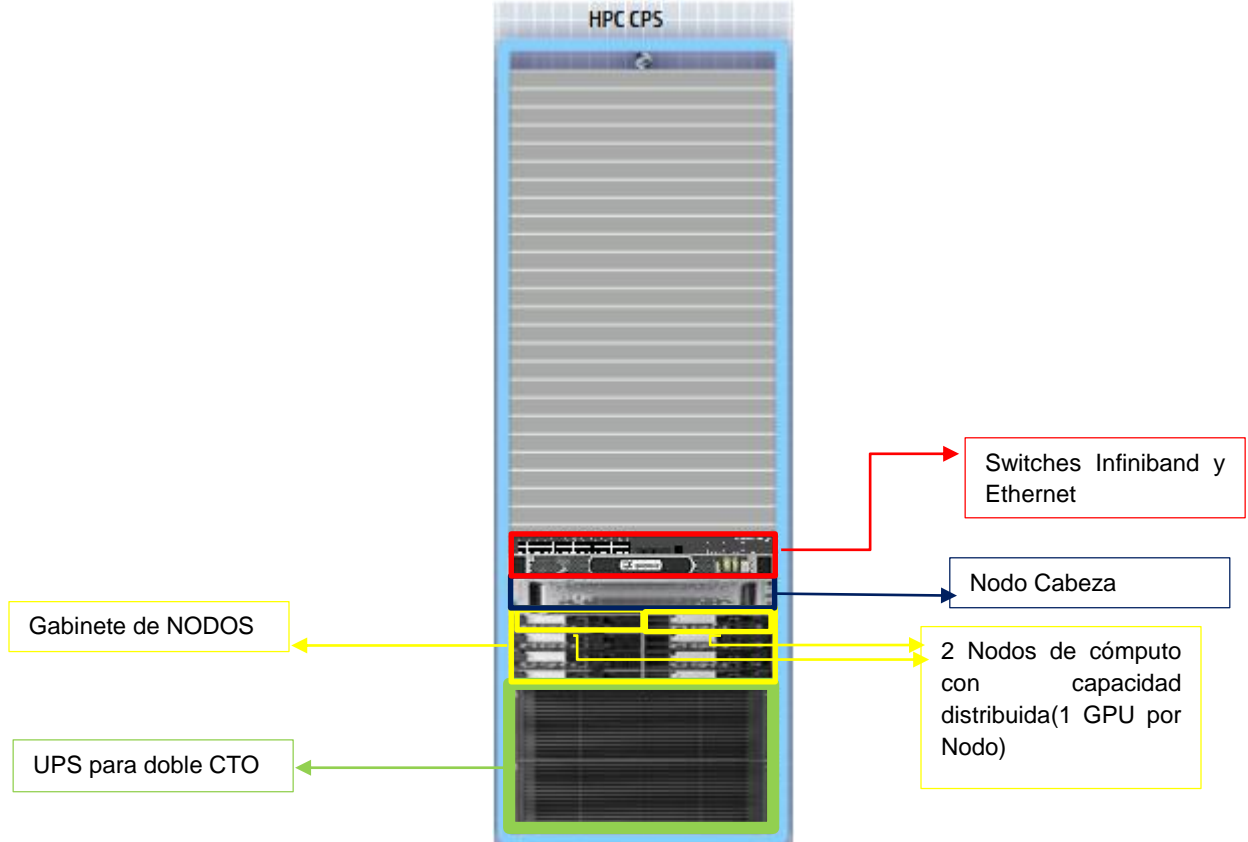 HPC CPS
Switches Infiniband y
Ethernet
Nodo Cabeza
Gabinete de NODOS
2 Nodos de cómputo
con capacidad
distribuida(1 GPU por
Nodo)
UPS para doble CTO